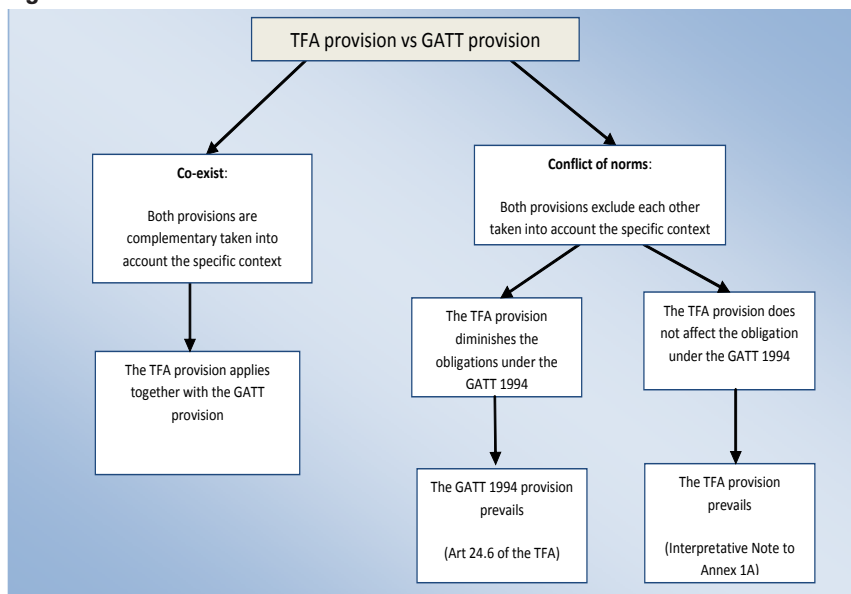 TFA provision vs GATT provision
Co-exist:
Both provisions are
complementary taken into
account the specific context
Conflict of norms:
Both provisions exclude each other
taken into account the specific context
The TFA provision applies
together with the GATT
provision
The TFA provision
diminishes the
obligations under the
GATT 1994
The TFA provision does
not affect the obligation
under the GATT 1994
The GATT 1994 provision
prevails
(Art 24.6 of the TFA)
The TFA provision
prevails
(Interpretative Note to
Annex 1A)